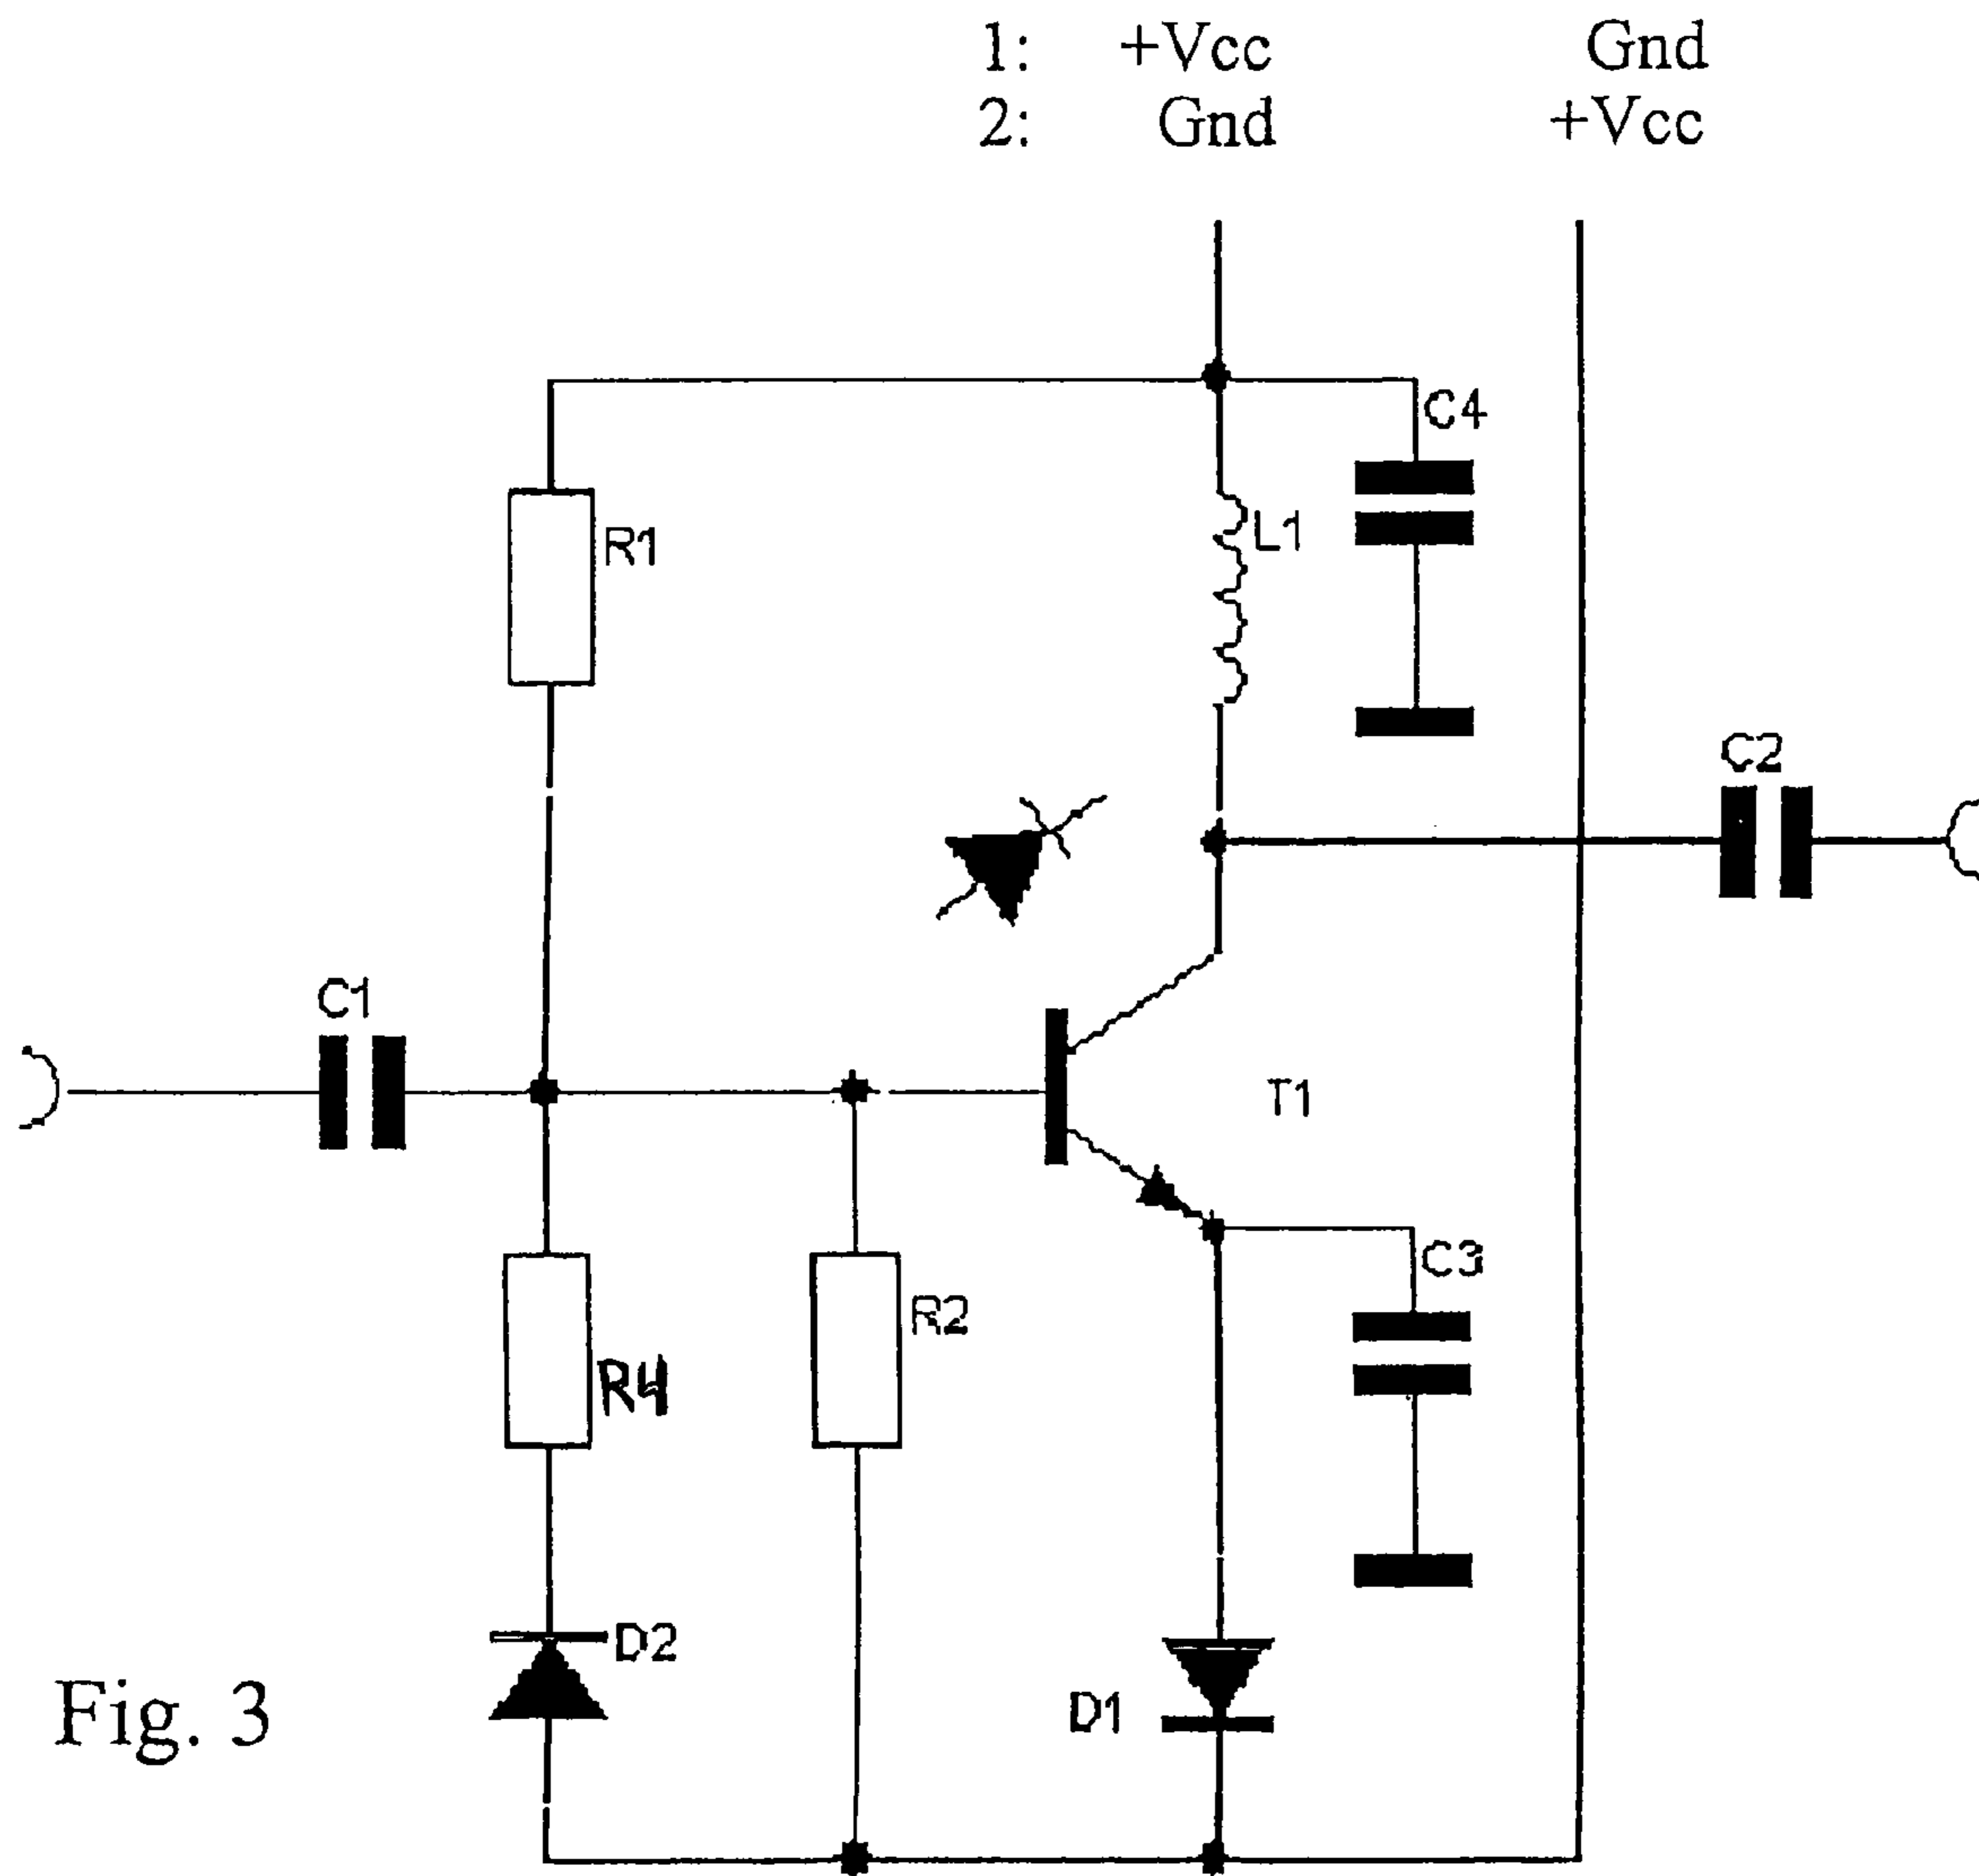 1: +Vcc Gnd
2: Gnd +Vcc
C4
R1
L1
C2
C1
T1
C3
R2
R4
D2
D1
Fig. 3